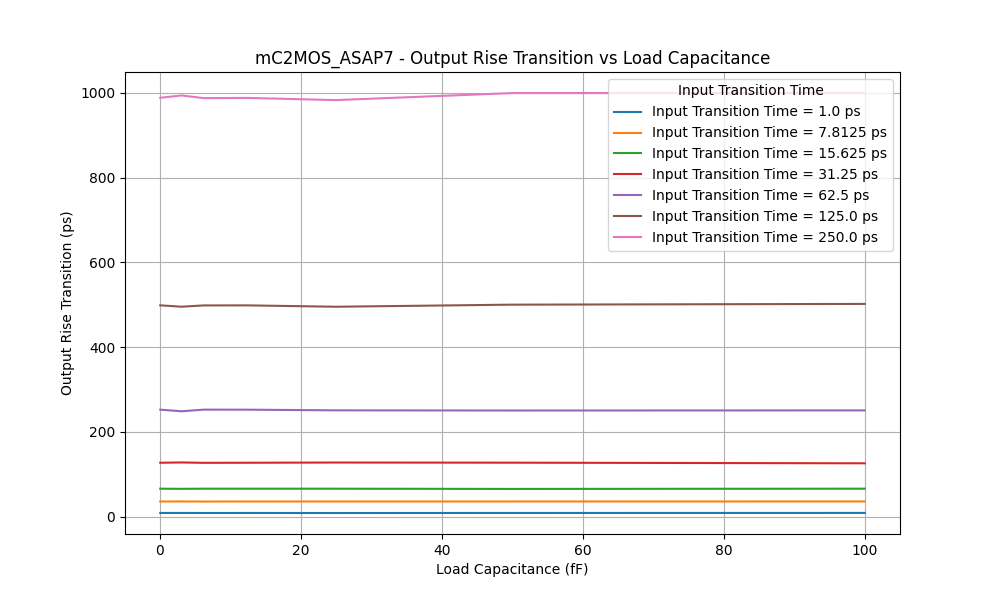 mC2MOS_ASAP7 - Output Rise Transition vs Load Capacitance
Output Rise Transition (ps)
1000
800
600
400
200
0
Input Transition Time
Input Transition Time = 1.0 ps
Input Transition Time = 7.8125 ps
Input Transition Time = 15.625 ps
Input Transition Time = 31.25 ps
Input Transition Time = 62.5 ps
Input Transition Time = 125.0 ps
Input Transition Time = 250.0 ps
0 20 40 60 80 100
Load Capacitance (fF)